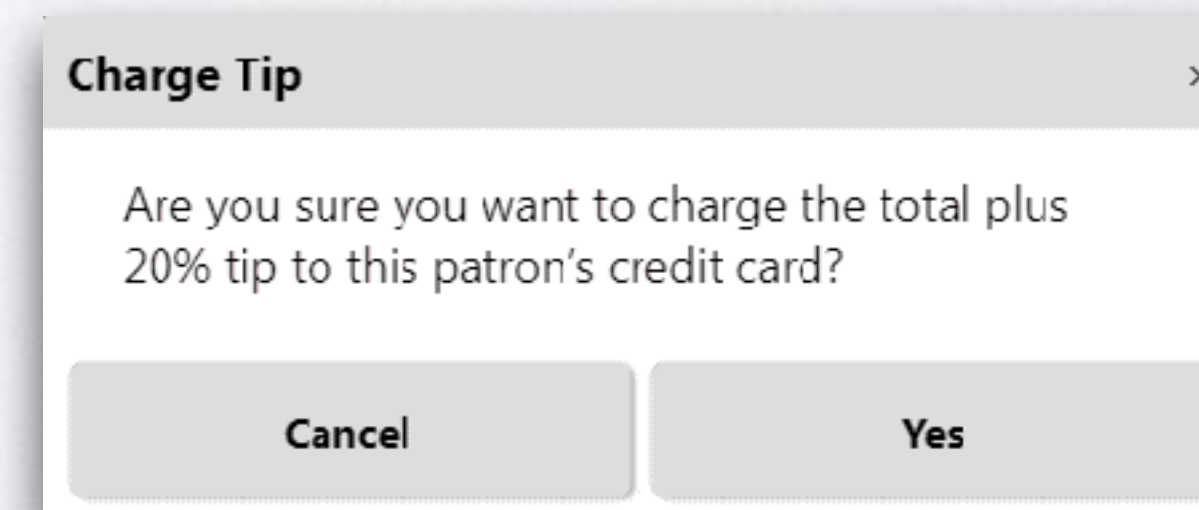 Charge Tip
Are you sure you want to charge the total plus
20% tip to this patron’s credit card?
Cancel
Yes